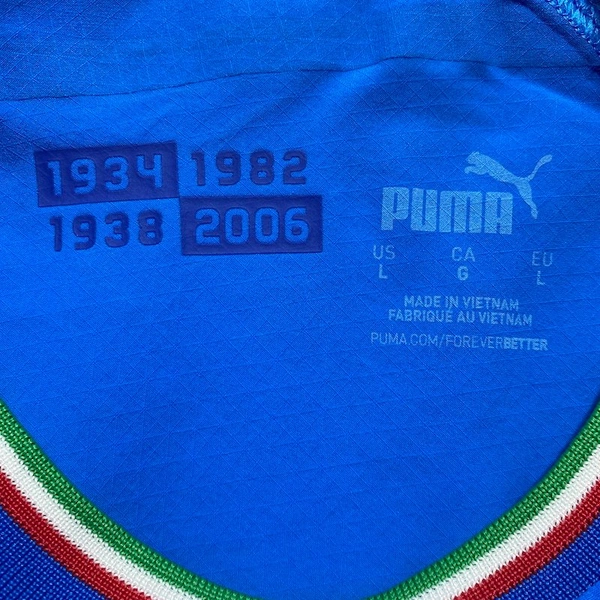 1934 1982
1938 2006
PUMA
US CA EU
L G L
MADE IN VIETNAM
FABRIQUÉ AU VIETNAM
PUMA.COM/FOREVERBETTER